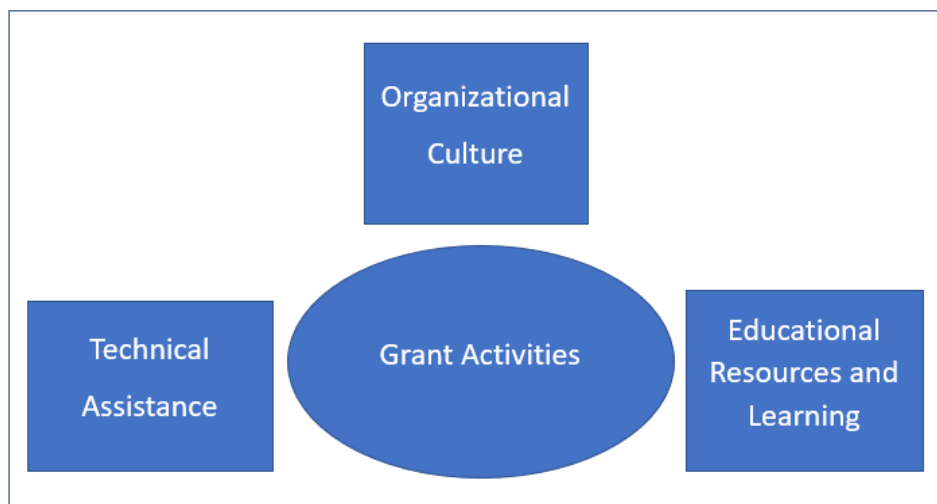 Organizational
Culture
Technical
Assistance
Grant Activities
Educational
Resources and
Learning